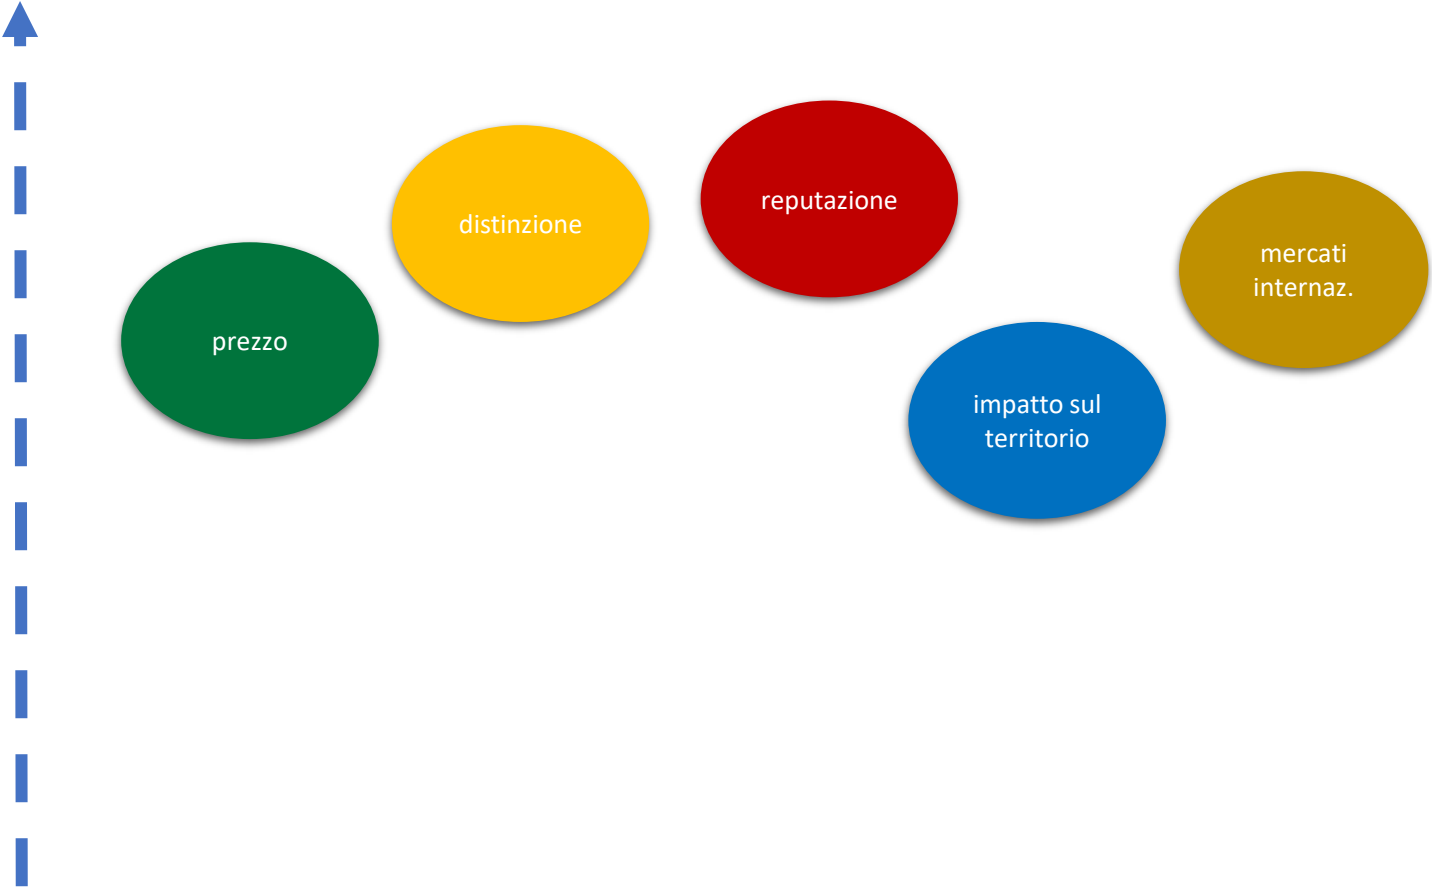 prezzo
distinzione
reputazione
impatto sul
territorio
mercati
internaz.